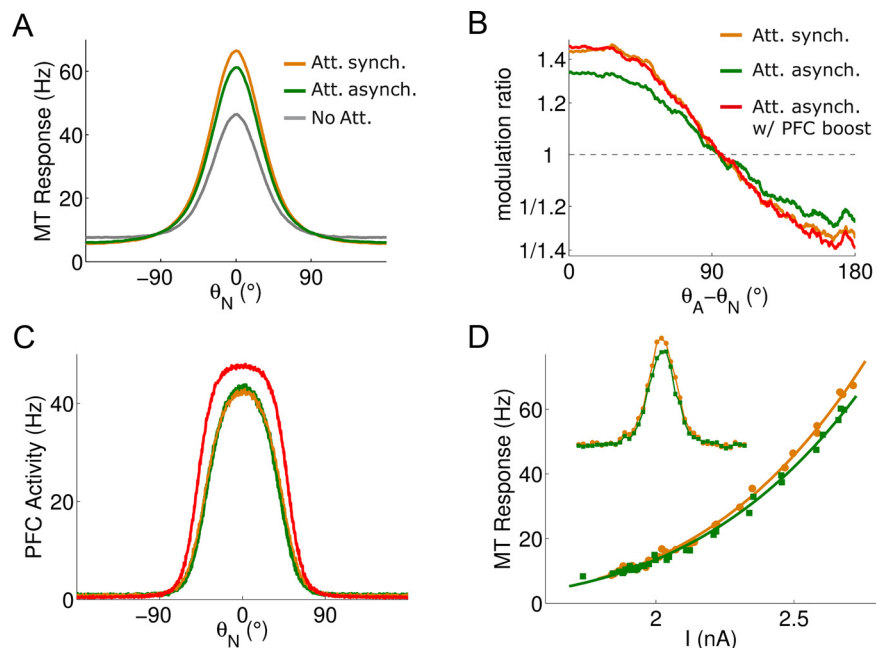 A
MT Response (Hz)
60
40
20
0
−90
0
90
θN (°)
Att. synch.
Att. asynch.
No Att.
B
modulation ratio
1.4
1.2
1
1/1.2
1/1.4
0
90
180
θA−θN (°)
Att. synch.
Att. asynch.
Att. asynch.
w/ PFC boost
C
PFC Activity (Hz)
40
20
0
−90
0
90
θN (°)
D
MT Response (Hz)
60
40
20
0
2
2.5
I (nA)